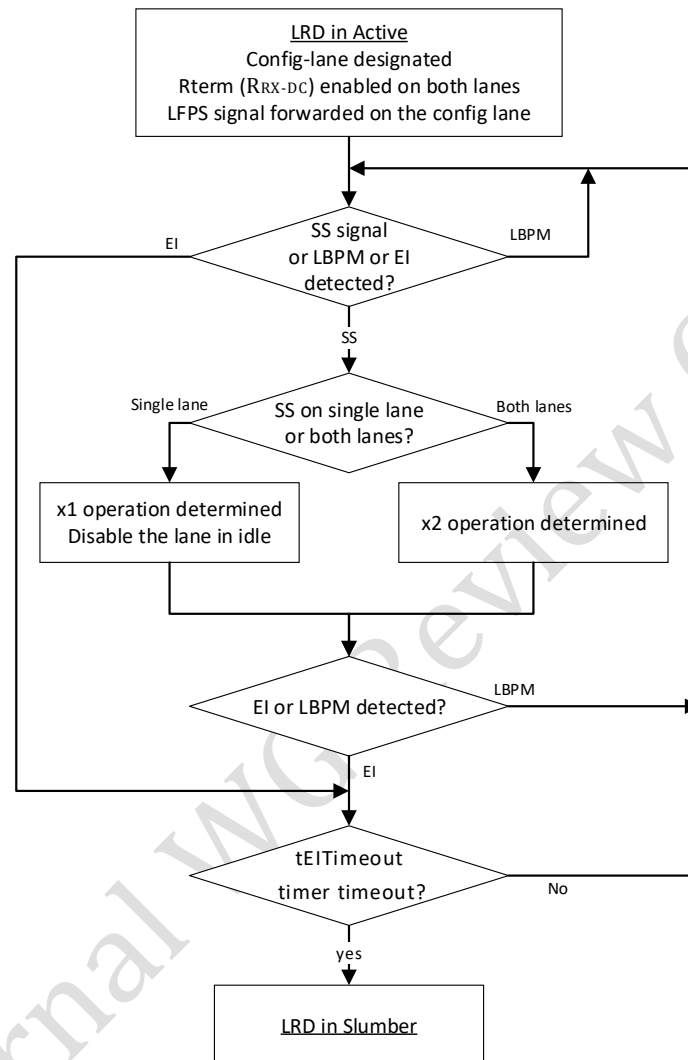 LRD in Active
Config-lane designated
Rterm (RRX-DC) enabled on both lanes
LFPS signal forwarded on the config lane
EI
SS signal
or LBPM or EI
detected?
LBPM
SS
Single lane
SS on single lane
or both lanes?
Both lanes
x1 operation determined
Disable the lane in idle
x2 operation determined
EI or LBPM detected?
LBPM
EI
tEITimeout
timer timeout?
No
yes
LRD in Slumber
rnal WG Review